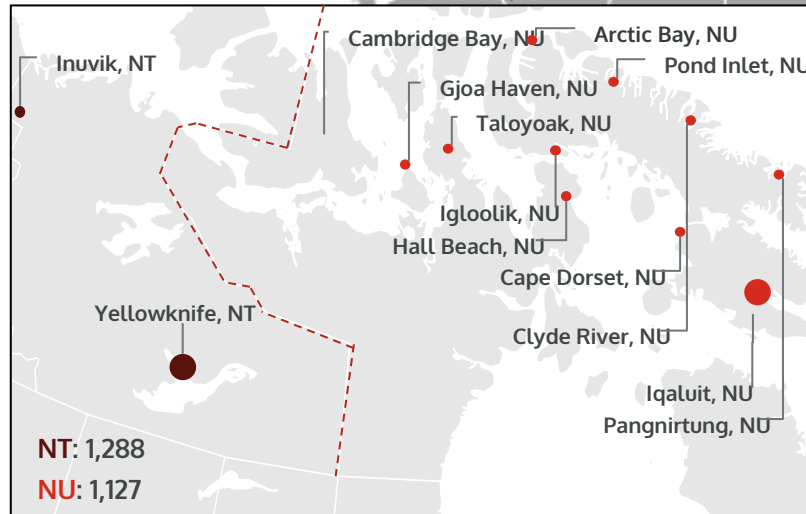 Cambridge Bay, NU
Arctic Bay, NU
Inuvik, NT
Pond Inlet, NU
Gjoa Haven, NU
Taloyoak, NU
Igloolik, NU
Hall Beach, NU
Cape Dorset, NU
Yellowknife, NT
Clyde River, NU
Iqaluit, NU
Pangnirtung, NU
NT: 1,288
NU: 1,127